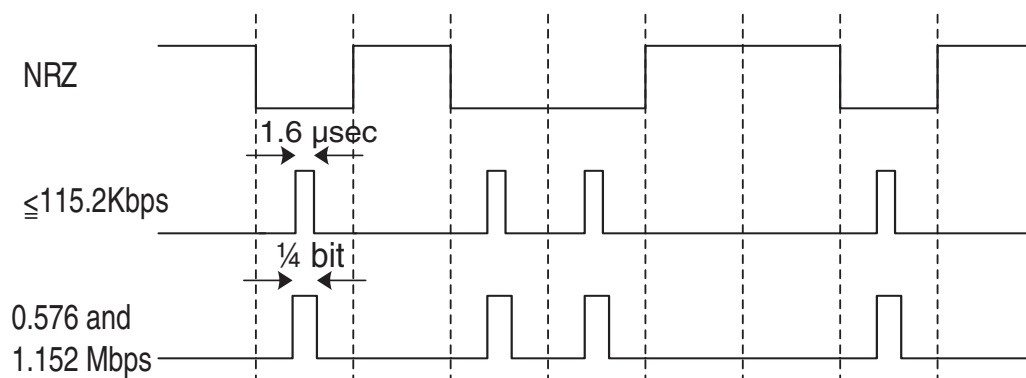 NRZ
1.6 µsec
≦115.2Kbps
¼ bit
0.576 and
1.152 Mbps